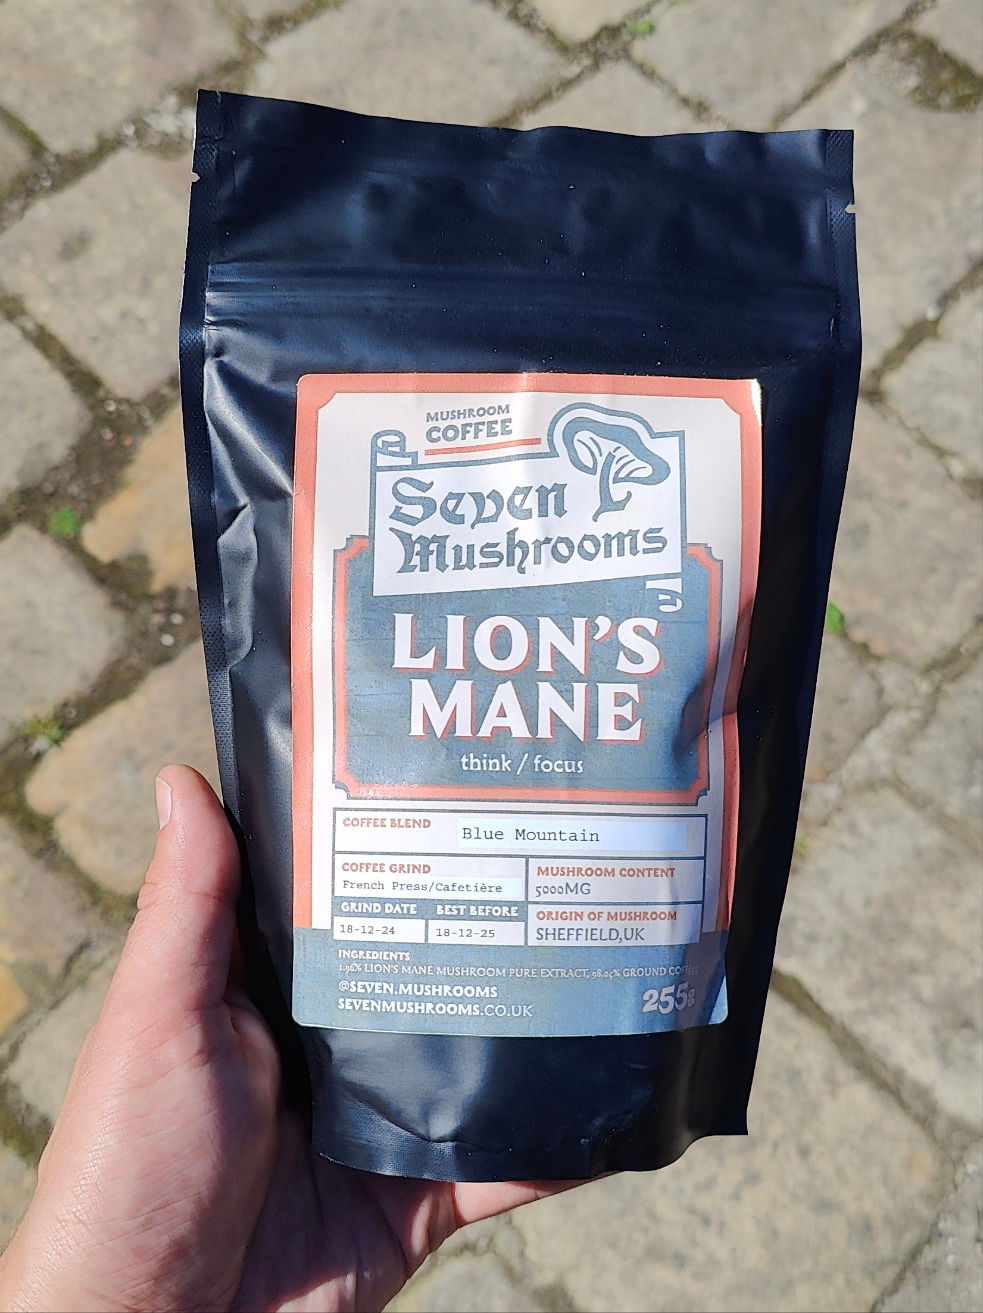 MUSHROOM
COFFEE
Seven
Mushrooms
LION'S
MANE
think / focus
COFFEE BLEND
Blue Mountain
COFFEE GRIND
French Press/Cafetière
MUSHROOM CONTENT
5000MG
GRIND DATE
BEST BEFORE
18-12-24
18-12-25
ORIGIN OF MUSHROOM
SHEFFIELD,UK
INGREDIENTS
1.96% LION'S MANE MUSHROOM PURE EXTRACT, 98.04% GROUND COFFEE
@SEVEN.MUSHROOMS
SEVENMUSHROOMS.CO.UK
255g